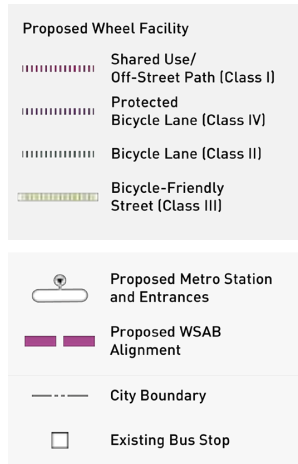 Proposed Wheel Facility
Shared Use/
Off-Street Path (Class I)
Protected
Bicycle Lane (Class IV)
Bicycle Lane (Class II)
Bicycle-Friendly
Street (Class III)
Proposed Metro Station
and Entrances
Proposed WSAB
Alignment
City Boundary
Existing Bus Stop